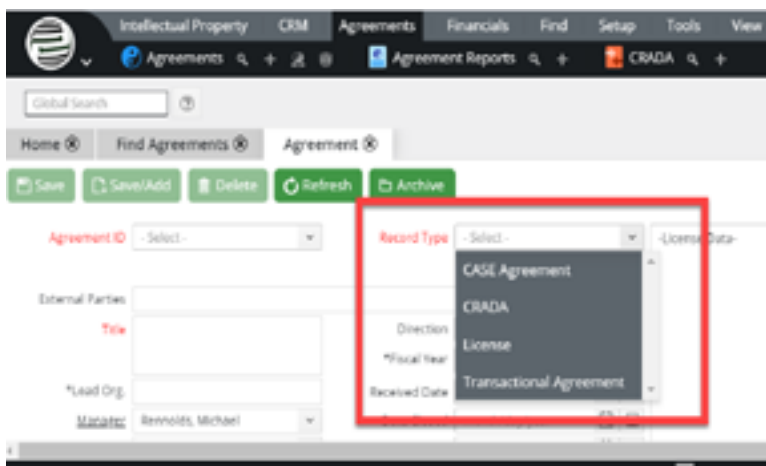 Intellectual Property CRM Agreements Financials Find Setup Tools View
Agreements Agreement Reports CRADA
Global Search
Home Find Agreements Agreement
Save Save/Add Delete Refresh Archive
Agreement ID - Select - Record Type - Select - -License Data-
CASE Agreement
External Parties
CRADA
Title Direction
License
*Fiscal Year
*Lead Org. Received Date Transactional Agreement
Manager Rennolds, Michael